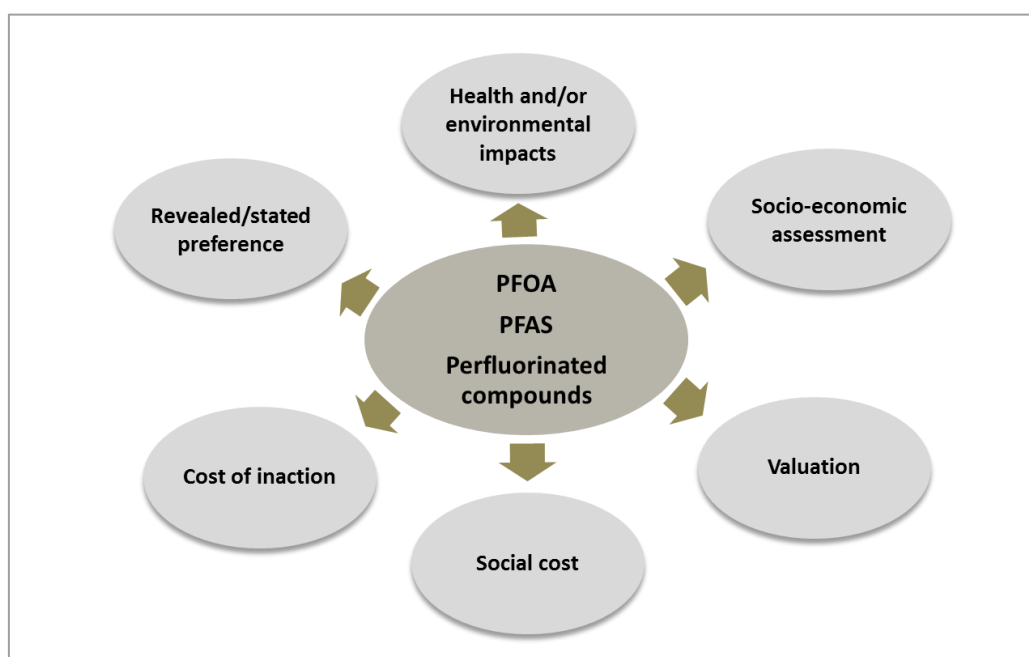 Health and/or
environmental
impacts
Revealed/stated
preference
Socio-economic
assessment
PFOA
PFAS
Perfluorinated
compounds
Cost of inaction
Valuation
Social cost